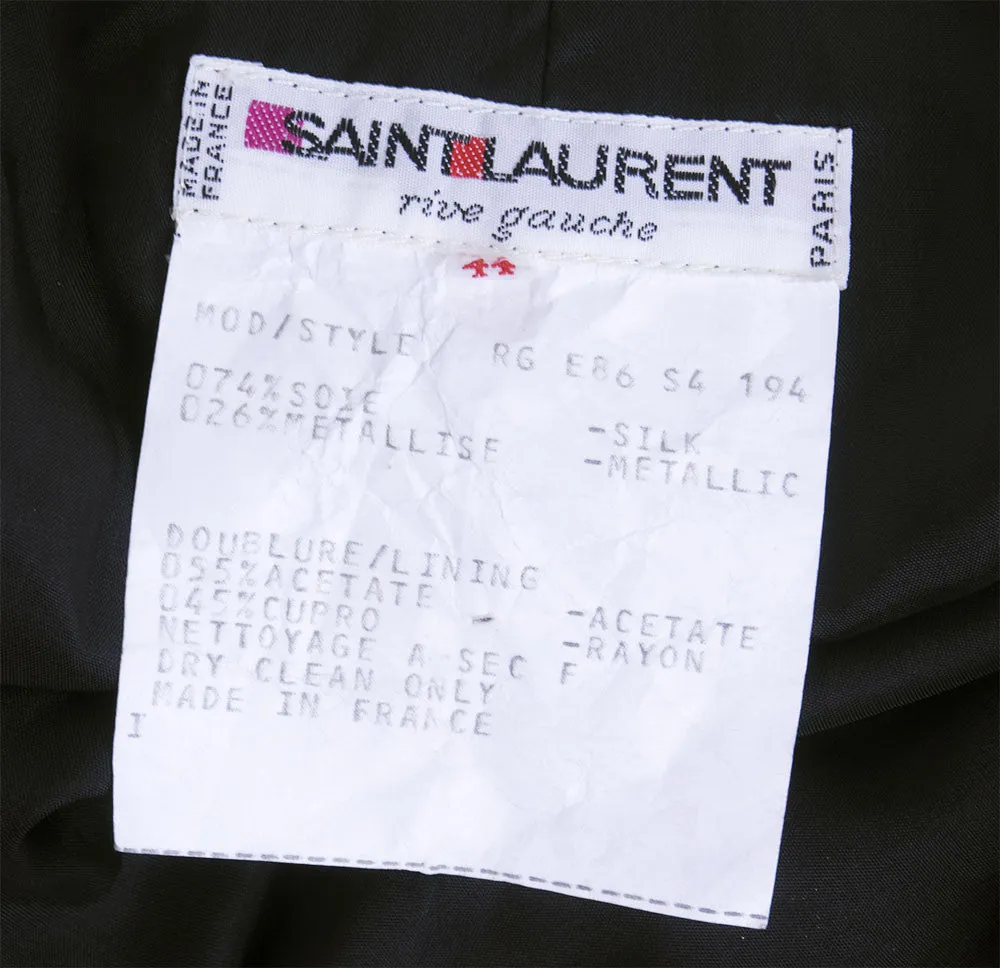 MADE IN
FRANCE
SAINT LAURENT
rive gauche
PARIS
MOD/STYLE RG E86 S4 194
074%SOIE -SILK
026%METALLISE -METALLIC
DOUBLURE/LINING
055%ACETATE -ACETATE
045%CUPRO -RAYON
NETTOYAGE A SEC F
DRY CLEAN ONLY
MADE IN FRANCE
I